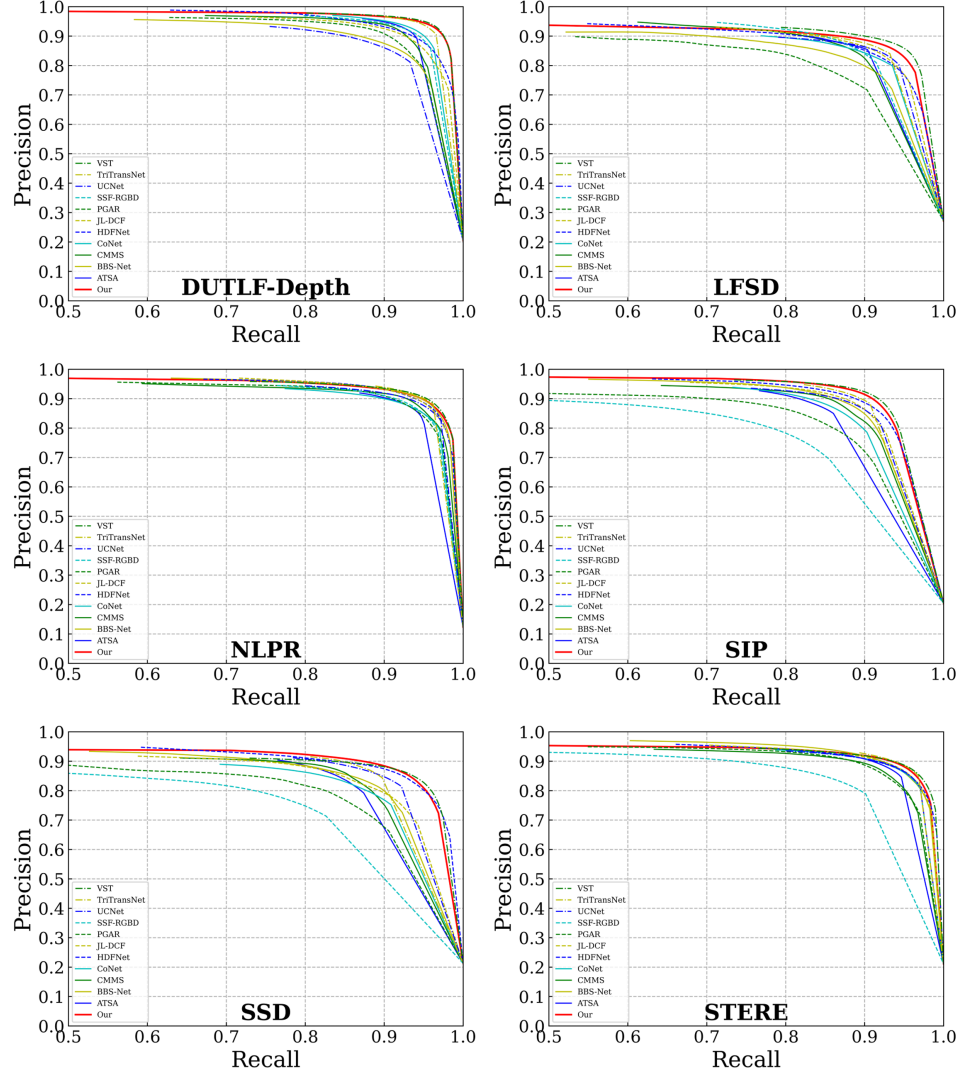 1.0
0.9
0.8
0.7
0.6
0.5
0.4
0.3
0.2
0.1
0.0
Precision
VST
TriTransNet
UCNet
SSF-RGBD
PGAR
JL-DCF
HDFNet
CoNet
CMMS
BBS-Net
ATSA
Our
DUTLF-Depth
0.5 0.6 0.7 0.8 0.9 1.0
Recall
1.0
0.9
0.8
0.7
0.6
0.5
0.4
0.3
0.2
0.1
0.0
Precision
VST
TriTransNet
UCNet
SSF-RGBD
PGAR
JL-DCF
HDFNet
CoNet
CMMS
BBS-Net
ATSA
Our
LFSD
0.5 0.6 0.7 0.8 0.9 1.0
Recall
1.0
0.9
0.8
0.7
0.6
0.5
0.4
0.3
0.2
0.1
0.0
Precision
VST
TriTransNet
UCNet
SSF-RGBD
PGAR
JL-DCF
HDFNet
CoNet
CMMS
BBS-Net
ATSA
Our
NLPR
0.5 0.6 0.7 0.8 0.9 1.0
Recall
1.0
0.9
0.8
0.7
0.6
0.5
0.4
0.3
0.2
0.1
0.0
Precision
VST
TriTransNet
UCNet
SSF-RGBD
PGAR
JL-DCF
HDFNet
CoNet
CMMS
BBS-Net
ATSA
Our
SIP
0.5 0.6 0.7 0.8 0.9 1.0
Recall
1.0
0.9
0.8
0.7
0.6
0.5
0.4
0.3
0.2
0.1
0.0
Precision
VST
TriTransNet
UCNet
SSF-RGBD
PGAR
JL-DCF
HDFNet
CoNet
CMMS
BBS-Net
ATSA
Our
SSD
0.5 0.6 0.7 0.8 0.9 1.0
Recall
1.0
0.9
0.8
0.7
0.6
0.5
0.4
0.3
0.2
0.1
0.0
Precision
VST
TriTransNet
UCNet
SSF-RGBD
PGAR
JL-DCF
HDFNet
CoNet
CMMS
BBS-Net
ATSA
Our
STERE
0.5 0.6 0.7 0.8 0.9 1.0
Recall